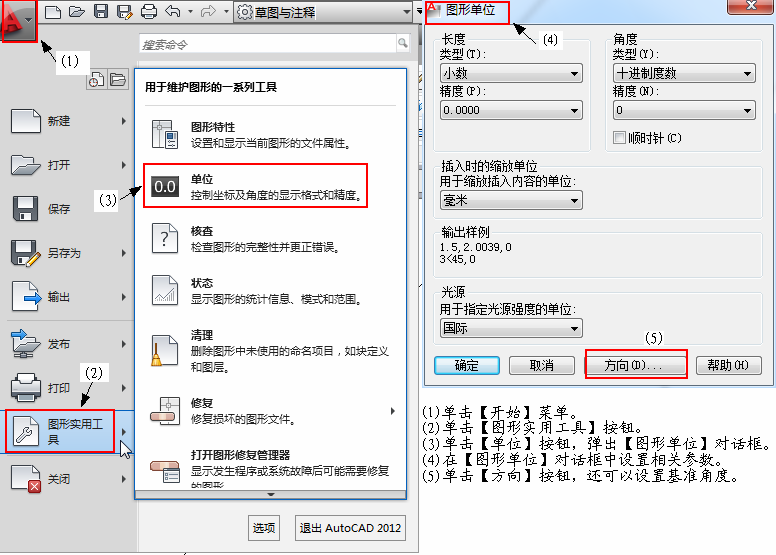 草图与注释
(1)
搜索命令
用于维护图形的一系列工具
新建
打开
保存
另存为
输出
发布
打印
图形实用工具
关闭
(2)
(3)
图形特性
设置和显示当前图形的文件属性。
0.0
单位
控制坐标及角度的显示格式和精度。
核查
检查图形的完整性并更正错误。
状态
显示图形的统计信息、模式和范围。
清理
删除图形中未使用的命名项目，如块定义
和图层。
修复
修复损坏的图形文件。
打开图形修复管理器
显示发生程序或系统故障后可能需要修复
的图形
选项
退出 AutoCAD 2012
图形单位
(4)
长度
类型(T):
小数
精度(P):
0.0000
角度
类型(Y):
十进制度数
精度(N):
0
顺时针(C)
插入时的缩放单位
用于缩放插入内容的单位:
毫米
输出样例
1.5,2.0039,0
3<45,0
光源
用于指定光源强度的单位:
国际
(5)
确定
取消
方向(D)...
帮助(H)
(1)单击【开始】菜单。
(2)单击【图形实用工具】按钮。
(3)单击【单位】按钮，弹出【图形单位】对话框。
(4)在【图形单位】对话框中设置相关参数。
(5)单击【方向】按钮，还可以设置基准角度。